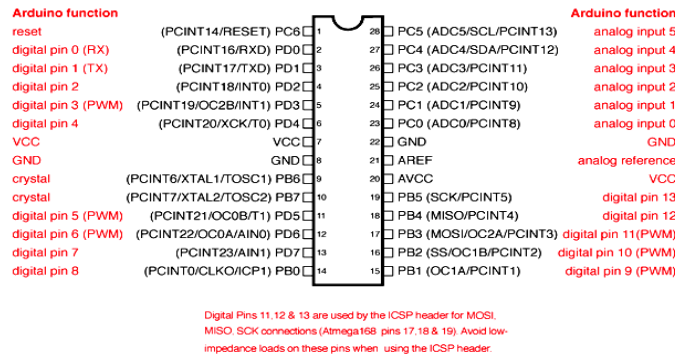 Arduino function Arduino function
reset (PCINT14/RESET) PC6 1 28 PC5 (ADC5/SCL/PCINT13) analog input 5
digital pin 0 (RX) (PCINT16/RXD) PD0 2 27 PC4 (ADC4/SDA/PCINT12) analog input 4
digital pin 1 (TX) (PCINT17/TXD) PD1 3 26 PC3 (ADC3/PCINT11) analog input 3
digital pin 2 (PCINT18/INT0) PD2 4 25 PC2 (ADC2/PCINT10) analog input 2
digital pin 3 (PWM) (PCINT19/OC2B/INT1) PD3 5 24 PC1 (ADC1/PCINT9) analog input 1
digital pin 4 (PCINT20/XCK/T0) PD4 6 23 PC0 (ADC0/PCINT8) analog input 0
VCC VCC 7 22 GND GND
GND GND 8 21 AREF analog reference
crystal (PCINT6/XTAL1/TOSC1) PB6 9 20 AVCC VCC
crystal (PCINT7/XTAL2/TOSC2) PB7 10 19 PB5 (SCK/PCINT5) digital pin 13
digital pin 5 (PWM) (PCINT21/OC0B/T1) PD5 11 18 PB4 (MISO/PCINT4) digital pin 12
digital pin 6 (PWM) (PCINT22/OC0A/AIN0) PD6 12 17 PB3 (MOSI/OC2A/PCINT3) digital pin 11(PWM)
digital pin 7 (PCINT23/AIN1) PD7 13 16 PB2 (SS/OC1B/PCINT2) digital pin 10 (PWM)
digital pin 8 (PCINT0/CLKO/ICP1) PB0 14 15 PB1 (OC1A/PCINT1) digital pin 9 (PWM)
Digital Pins 11,12 & 13 are used by the ICSP header for MOSI,
MISO, SCK connections (Atmega168 pins 17,18 & 19). Avoid low-
impedance loads on these pins when using the ICSP header.